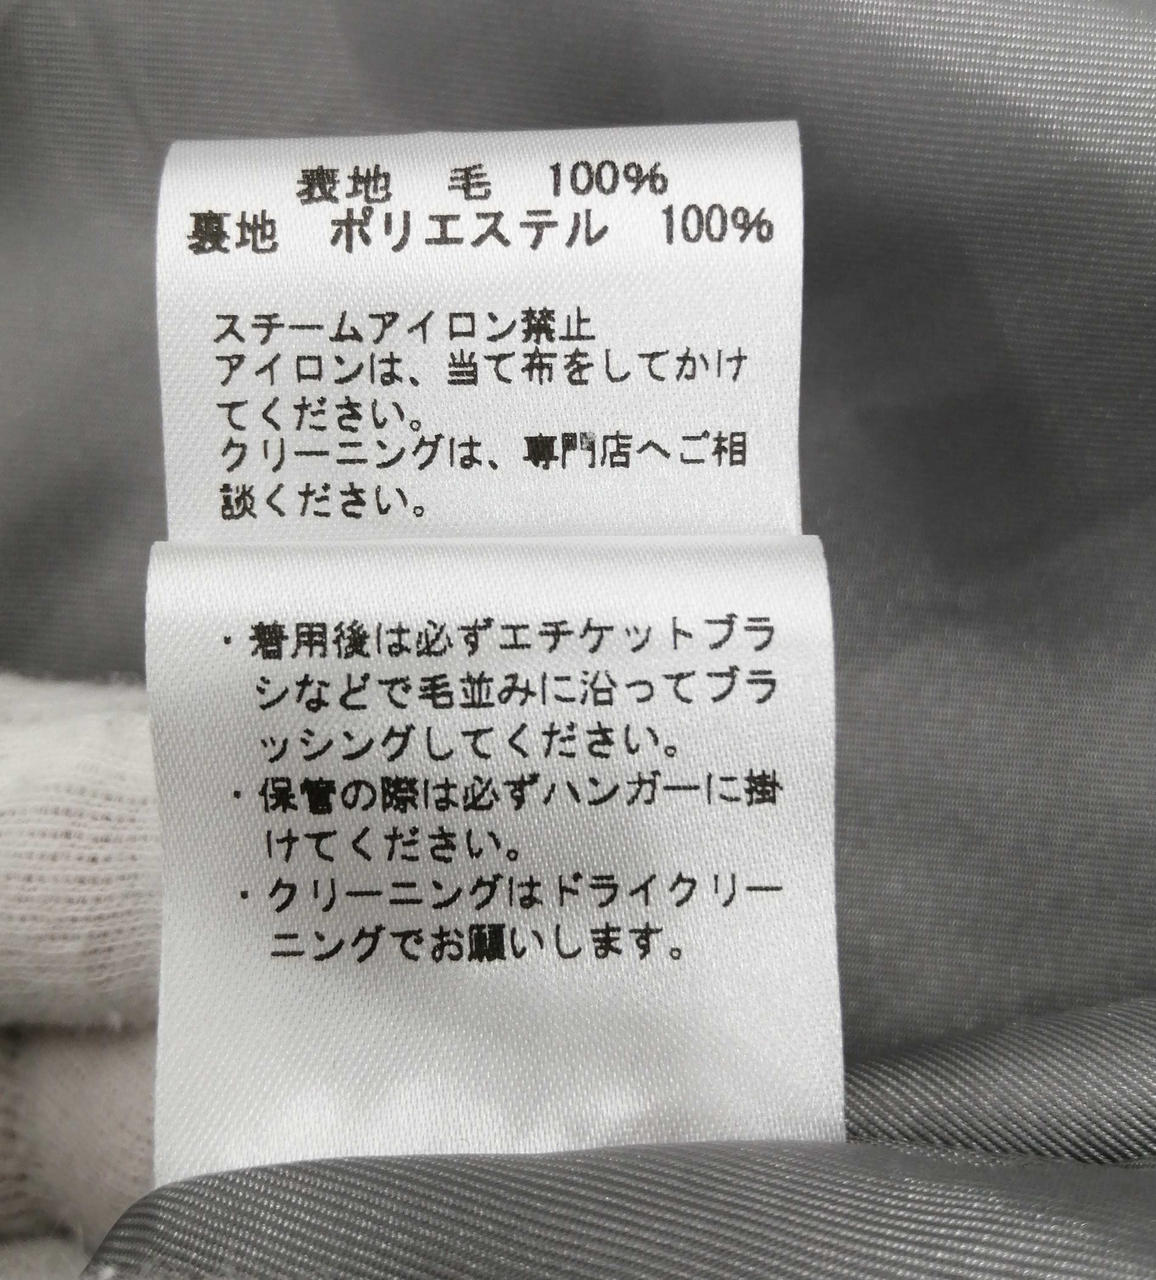 表地 毛 100%
裏地 ポリエステル 100%
スチームアイロン禁止
アイロンは、当て布をしてかけ
てください。
クリーニングは、専門店へご相
談ください。
・着用後は必ずエチケットブラ
シなどで毛並みに沿ってブラ
ッシングしてください。
・保管の際は必ずハンガーに掛
けてください。
・クリーニングはドライクリー
ニングでお願いします。